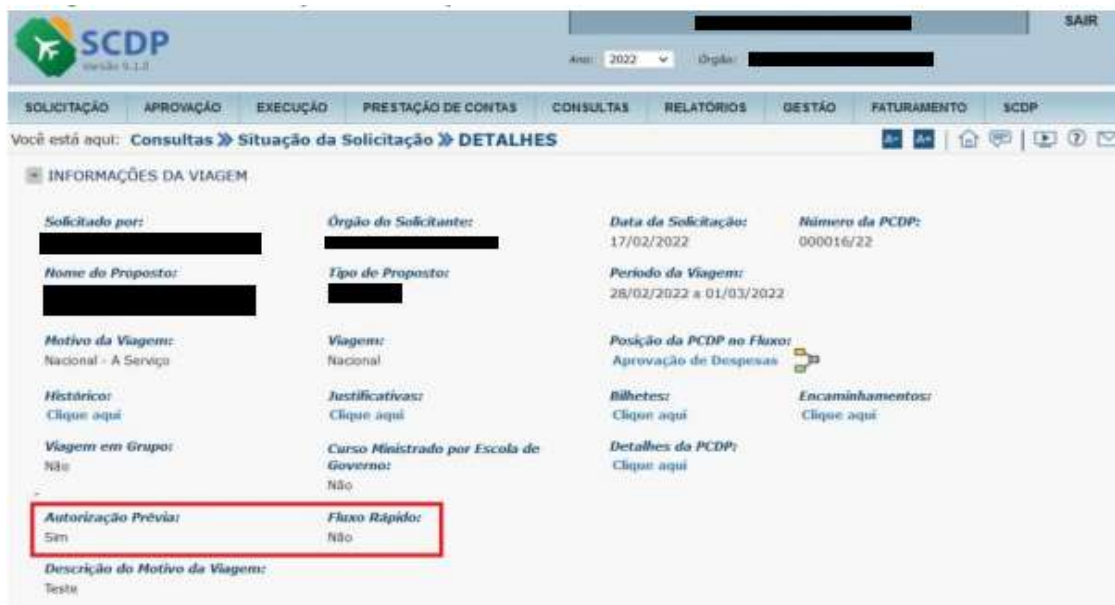 SAIR
SCDP
Versão 9.1.0
Ano: 2022 Órgão:
SOLICITAÇÃO APROVAÇÃO EXECUÇÃO PRESTAÇÃO DE CONTAS CONSULTAS RELATÓRIOS GESTÃO FATURAMENTO SCDP
Você está aqui: Consultas » Situação da Solicitação » DETALHES A- A+
INFORMAÇÕES DA VIAGEM
Solicitado por: Órgão do Solicitante: Data da Solicitação: Número da PCDP:
17/02/2022 000016/22
Nome do Proposto: Tipo de Proposto: Período da Viagem:
28/02/2022 a 01/03/2022
Motivo da Viagem: Viagem: Posição da PCDP no Fluxo:
Nacional - A Serviço Nacional Aprovação de Despesas
Histórico: Justificativas: Bilhetes: Encaminhamentos:
Clique aqui Clique aqui Clique aqui Clique aqui
Viagem em Grupo: Curso Ministrado por Escola de Governo: Detalhes da PCDP:
Não Não Clique aqui
Autorização Prévia: Fluxo Rápido:
Sim Não
Descrição do Motivo da Viagem:
Teste